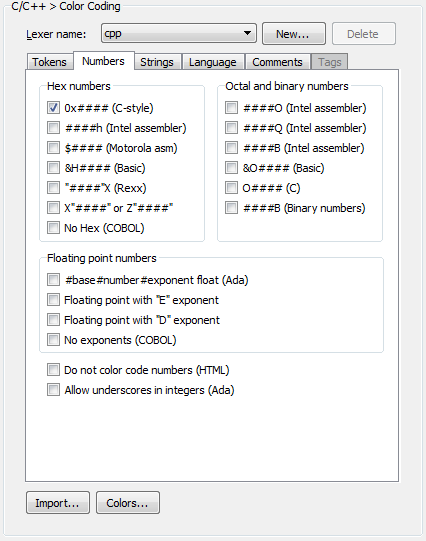 C/C++ > Color Coding
Lexer name: cpp New... Delete
Tokens Numbers Strings Language Comments Tags
Hex numbers
0x#### (C-style)
####h (Intel assembler)
$#### (Motorola asm)
&H#### (Basic)
"####"X (Rexx)
X"####" or Z"####"
No Hex (COBOL)
Octal and binary numbers
####O (Intel assembler)
####Q (Intel assembler)
####B (Intel assembler)
&O#### (Basic)
O#### (C)
####B (Binary numbers)
Floating point numbers
#base#number#exponent float (Ada)
Floating point with "E" exponent
Floating point with "D" exponent
No exponents (COBOL)
Do not color code numbers (HTML)
Allow underscores in integers (Ada)
Import... Colors...